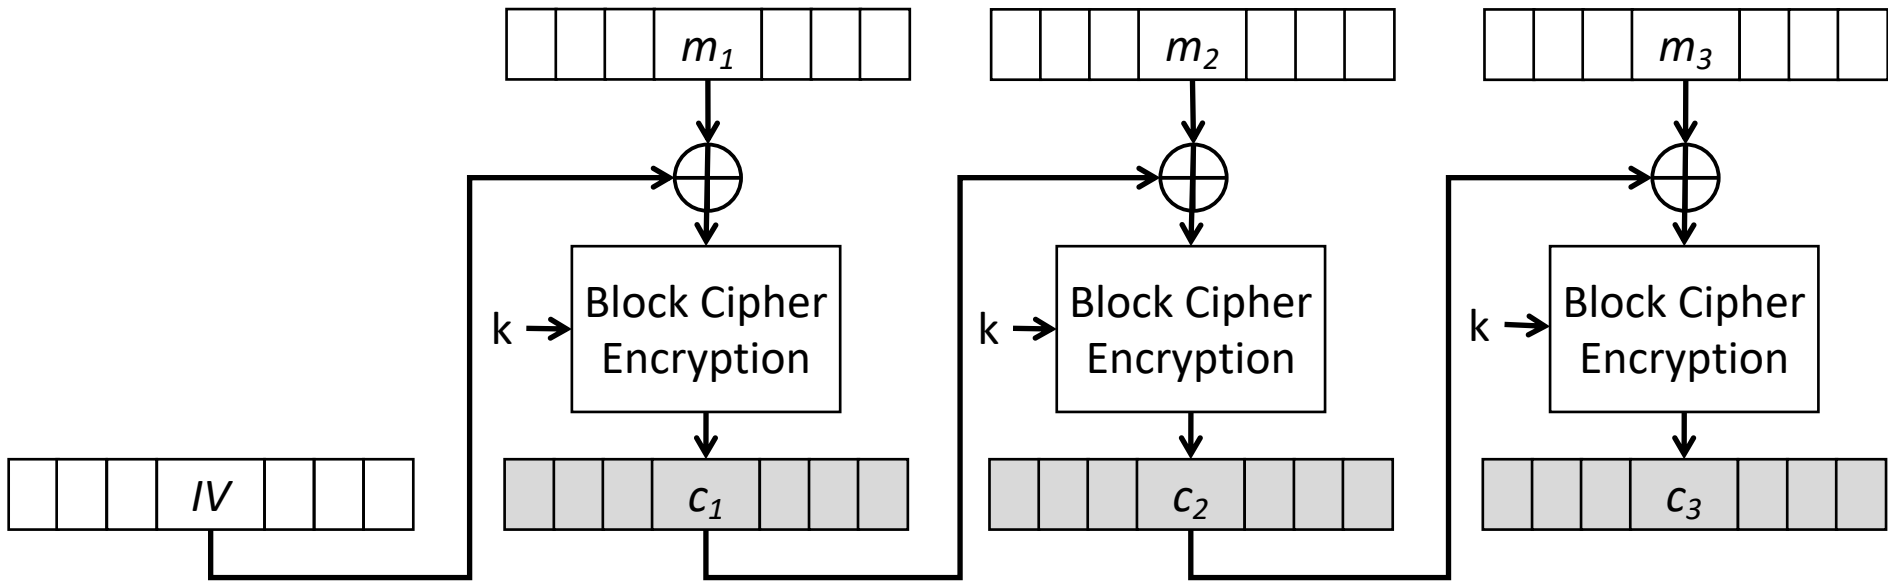 m1
m2
m3
k
Block Cipher
Encryption
k
Block Cipher
Encryption
k
Block Cipher
Encryption
IV
c1
c2
c3